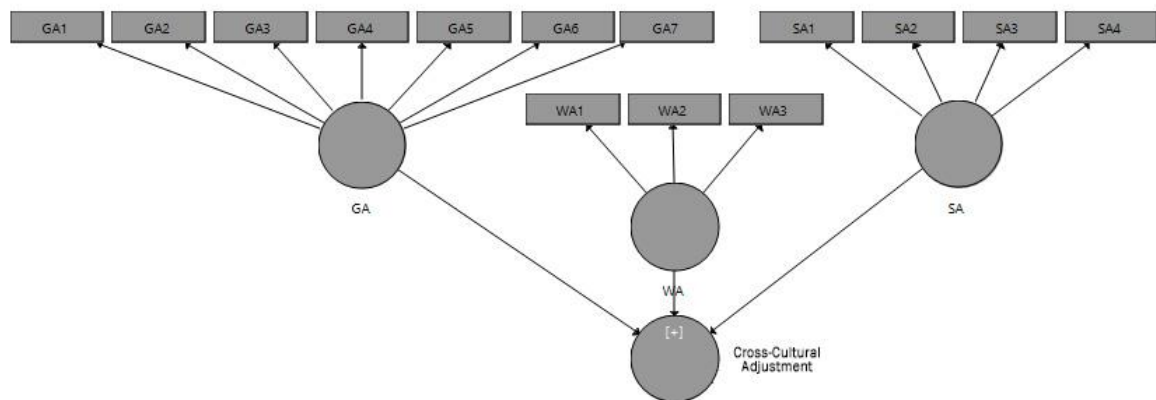 GA1 GA2 GA3 GA4 GA5 GA6 GA7 SA1 SA2 SA3 SA4
WA1 WA2 WA3
GA SA
WA
[+]
Cross-Cultural
Adjustment